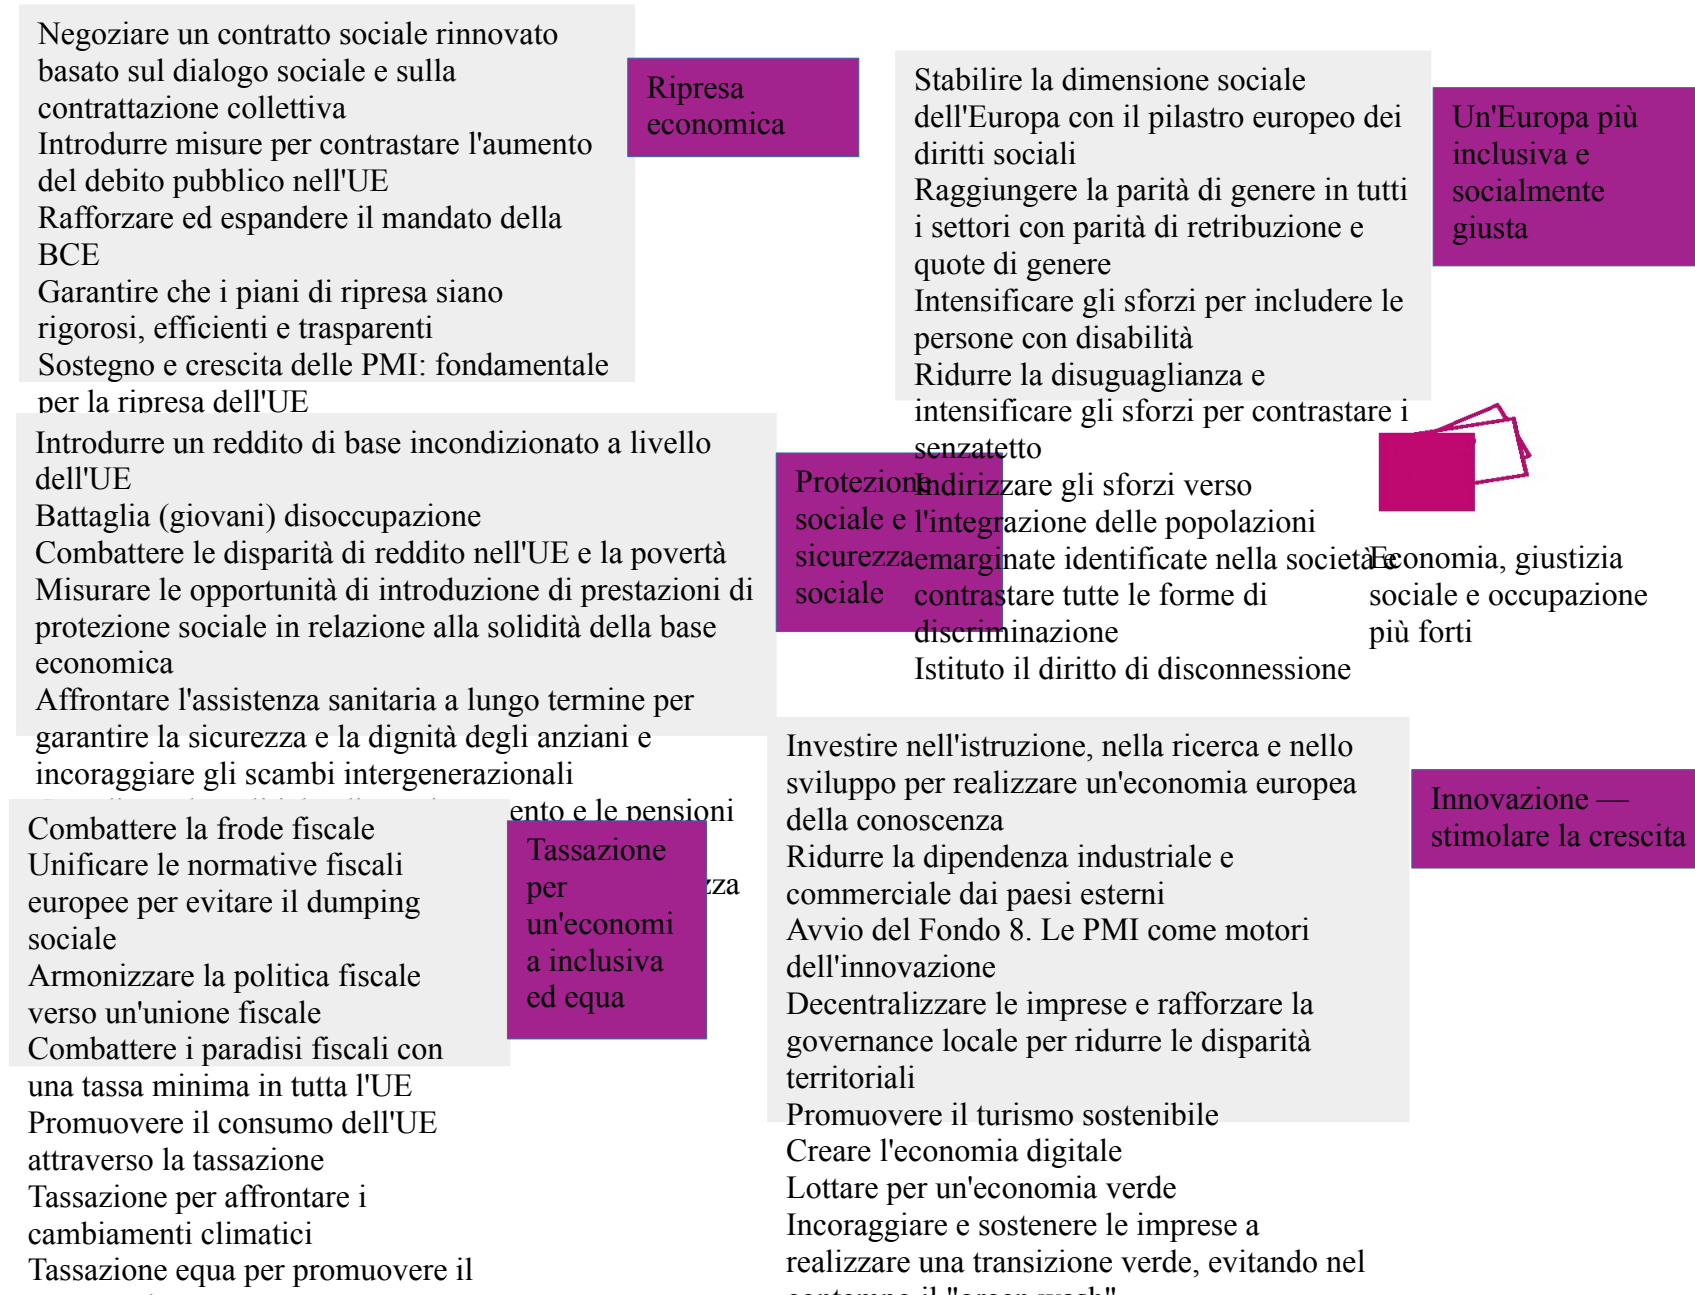 Negoziare un contratto sociale rinnovato
basato sul dialogo sociale e sulla
contrattazione collettiva
Introdurre misure per contrastare l'aumento
del debito pubblico nell'UE
Rafforzare ed espandere il mandato della
BCE
Garantire che i piani di ripresa siano
rigorosi, efficienti e trasparenti
Sostegno e crescita delle PMI: fondamentale
per la ripresa dell'UE
Ripresa
economica
Stabilire la dimensione sociale
dell'Europa con il pilastro europeo dei
diritti sociali
Raggiungere la parità di genere in tutti
i settori con parità di retribuzione e
quote di genere
Intensificare gli sforzi per includere le
persone con disabilità
Ridurre la disuguaglianza e
intensificare gli sforzi per contrastare i
senzatetto
Indirizzare gli sforzi verso
l'integrazione delle popolazioni
emarginate identificate nella società e
contrastare tutte le forme di
discriminazione
Istituto il diritto di disconnessione
Un'Europa più
inclusiva e
socialmente
giusta
Economia, giustizia
sociale e occupazione
più forti
Introdurre un reddito di base incondizionato a livello
dell'UE
Battaglia (giovani) disoccupazione
Combattere le disparità di reddito nell'UE e la povertà
Misurare le opportunità di introduzione di prestazioni di
protezione sociale in relazione alla solidità della base
economica
Affrontare l'assistenza sanitaria a lungo termine per
garantire la sicurezza e la dignità degli anziani e
incoraggiare gli scambi intergenerazionali
e le pensioni
Protezione
sociale e
sicurezza
sociale
Combattere la frode fiscale
Unificare le normative fiscali
europee per evitare il dumping
sociale
Armonizzare la politica fiscale
verso un'unione fiscale
Combattere i paradisi fiscali con
una tassa minima in tutta l'UE
Promuovere il consumo dell'UE
attraverso la tassazione
Tassazione per affrontare i
cambiamenti climatici
Tassazione equa per promuovere il
Tassazione
per
un'economi
a inclusiva
ed equa
Investire nell'istruzione, nella ricerca e nello
sviluppo per realizzare un'economia europea
della conoscenza
Ridurre la dipendenza industriale e
commerciale dai paesi esterni
Avvio del Fondo 8. Le PMI come motori
dell'innovazione
Decentralizzare le imprese e rafforzare la
governance locale per ridurre le disparità
territoriali
Promuovere il turismo sostenibile
Creare l'economia digitale
Lottare per un'economia verde
Incoraggiare e sostenere le imprese a
realizzare una transizione verde, evitando nel
contempo il "green wash"
Innovazione —
stimolare la crescita